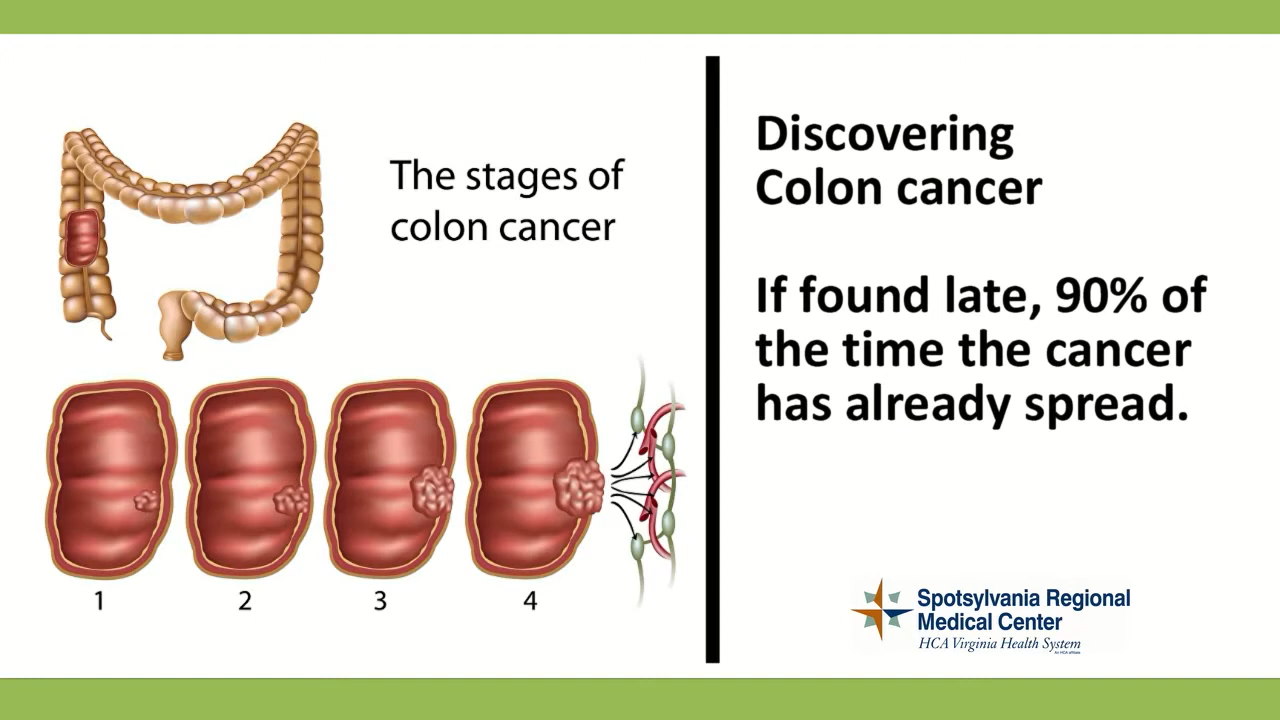 The stages of
colon cancer
1 2 3 4
Discovering
Colon cancer
If found late, 90% of
the time the cancer
has already spread.
Spotsylvania Regional
Medical Center
HCA Virginia Health System